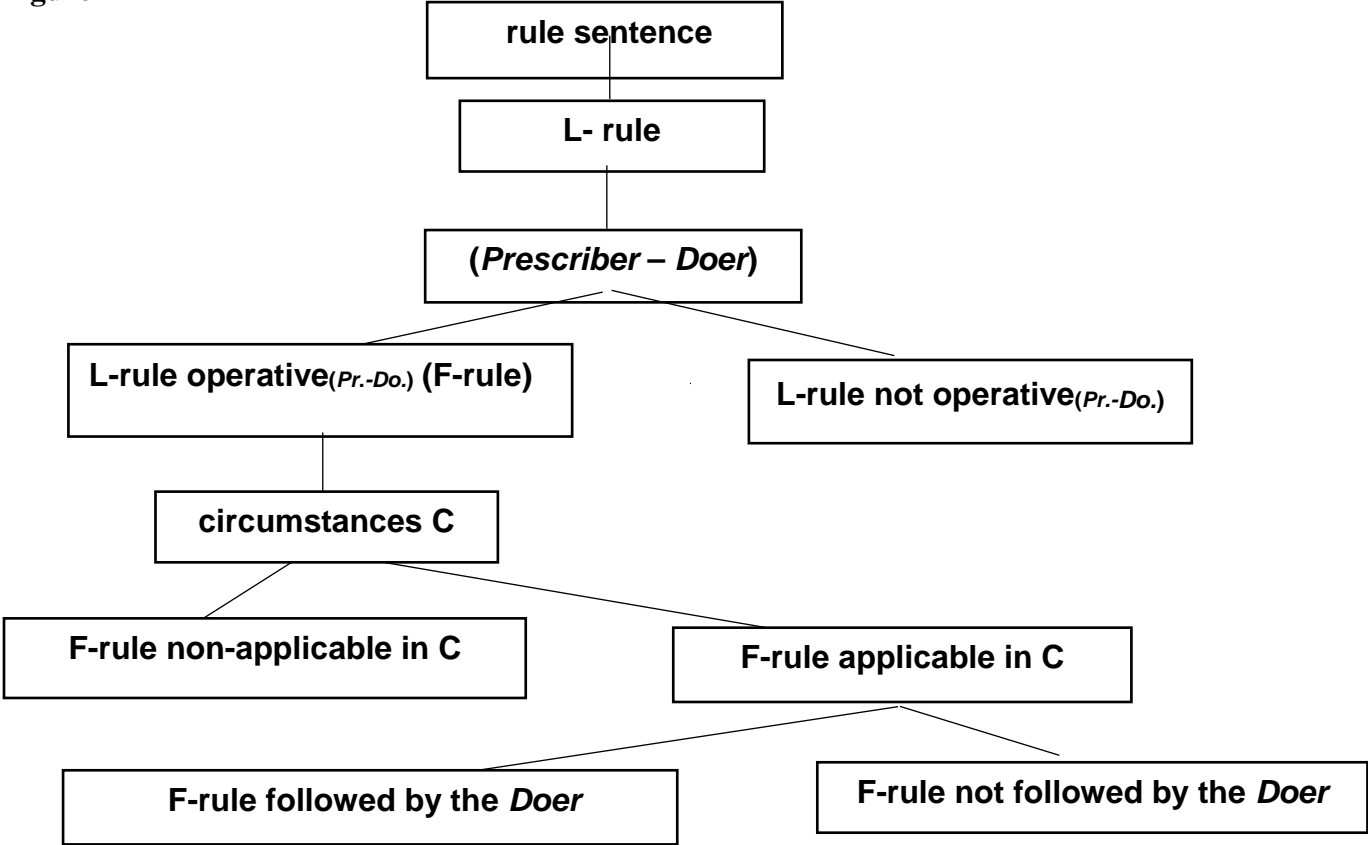 rule sentence
L- rule
(Prescriber – Doer)
L-rule operative(Pr.-Do.) (F-rule)
L-rule not operative(Pr.-Do.)
circumstances C
F-rule non-applicable in C
F-rule applicable in C
F-rule followed by the Doer
F-rule not followed by the Doer